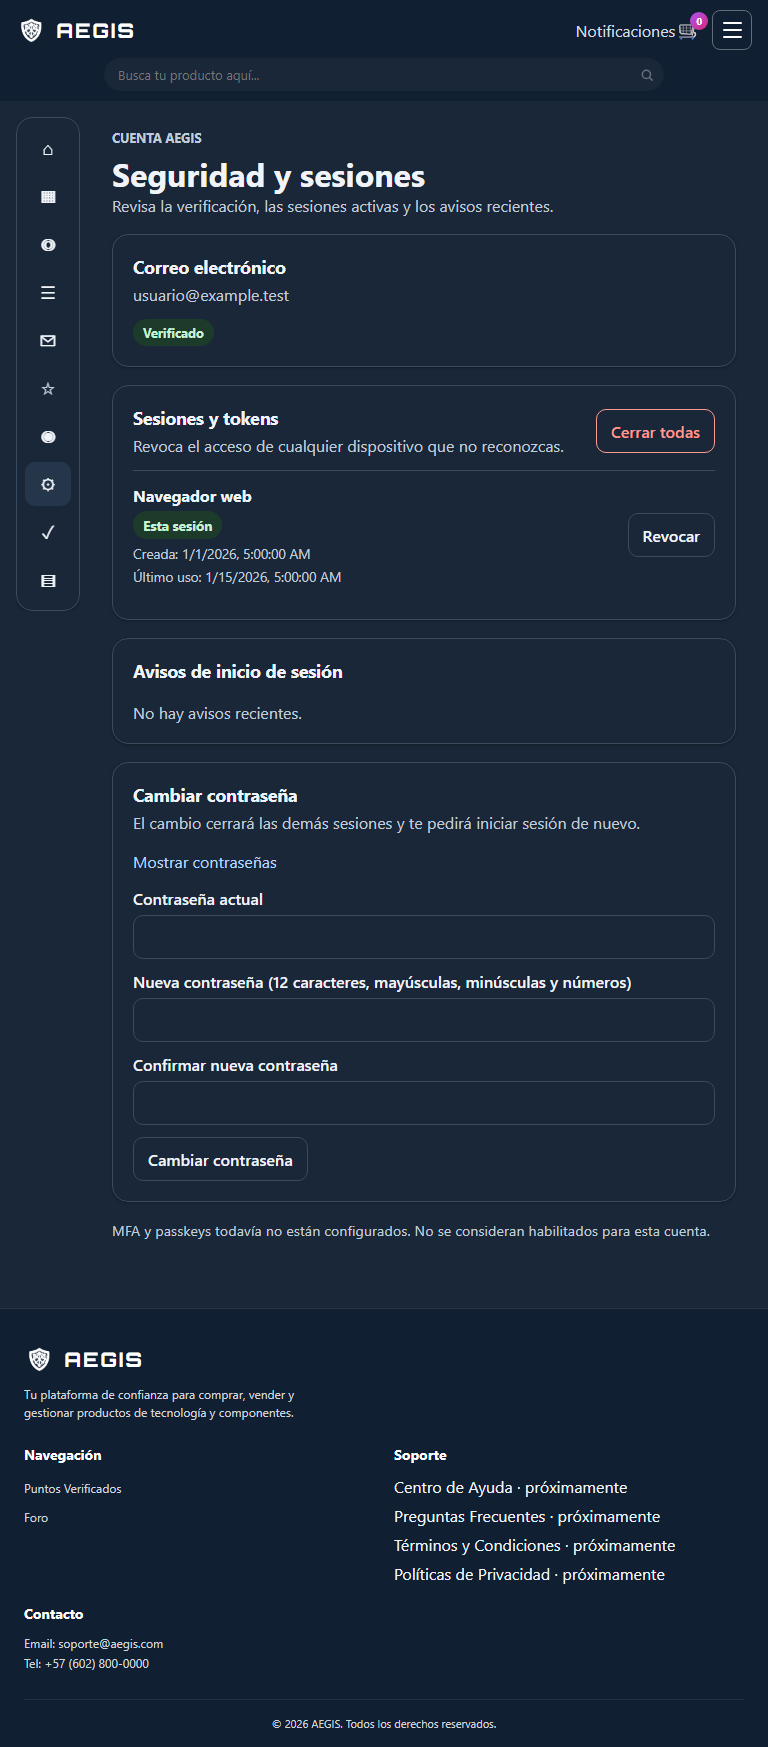 AEGIS
Notificaciones
0
Busca tu producto aquí...
CUENTA AEGIS
Seguridad y sesiones
Revisa la verificación, las sesiones activas y los avisos recientes.
Correo electrónico
usuario@example.test
Verificado
Sesiones y tokens
Revoca el acceso de cualquier dispositivo que no reconozcas.
Cerrar todas
Navegador web
Esta sesión
Creada: 1/1/2026, 5:00:00 AM
Último uso: 1/15/2026, 5:00:00 AM
Revocar
Avisos de inicio de sesión
No hay avisos recientes.
Cambiar contraseña
El cambio cerrará las demás sesiones y te pedirá iniciar sesión de nuevo.
Mostrar contraseñas
Contraseña actual
Nueva contraseña (12 caracteres, mayúsculas, minúsculas y números)
Confirmar nueva contraseña
Cambiar contraseña
MFA y passkeys todavía no están configurados. No se consideran habilitados para esta cuenta.
AEGIS
Tu plataforma de confianza para comprar, vender y
gestionar productos de tecnología y componentes.
Navegación
Puntos Verificados
Foro
Soporte
Centro de Ayuda · próximamente
Preguntas Frecuentes · próximamente
Términos y Condiciones · próximamente
Políticas de Privacidad · próximamente
Contacto
Email: soporte@aegis.com
Tel: +57 (602) 800-0000
© 2026 AEGIS. Todos los derechos reservados.